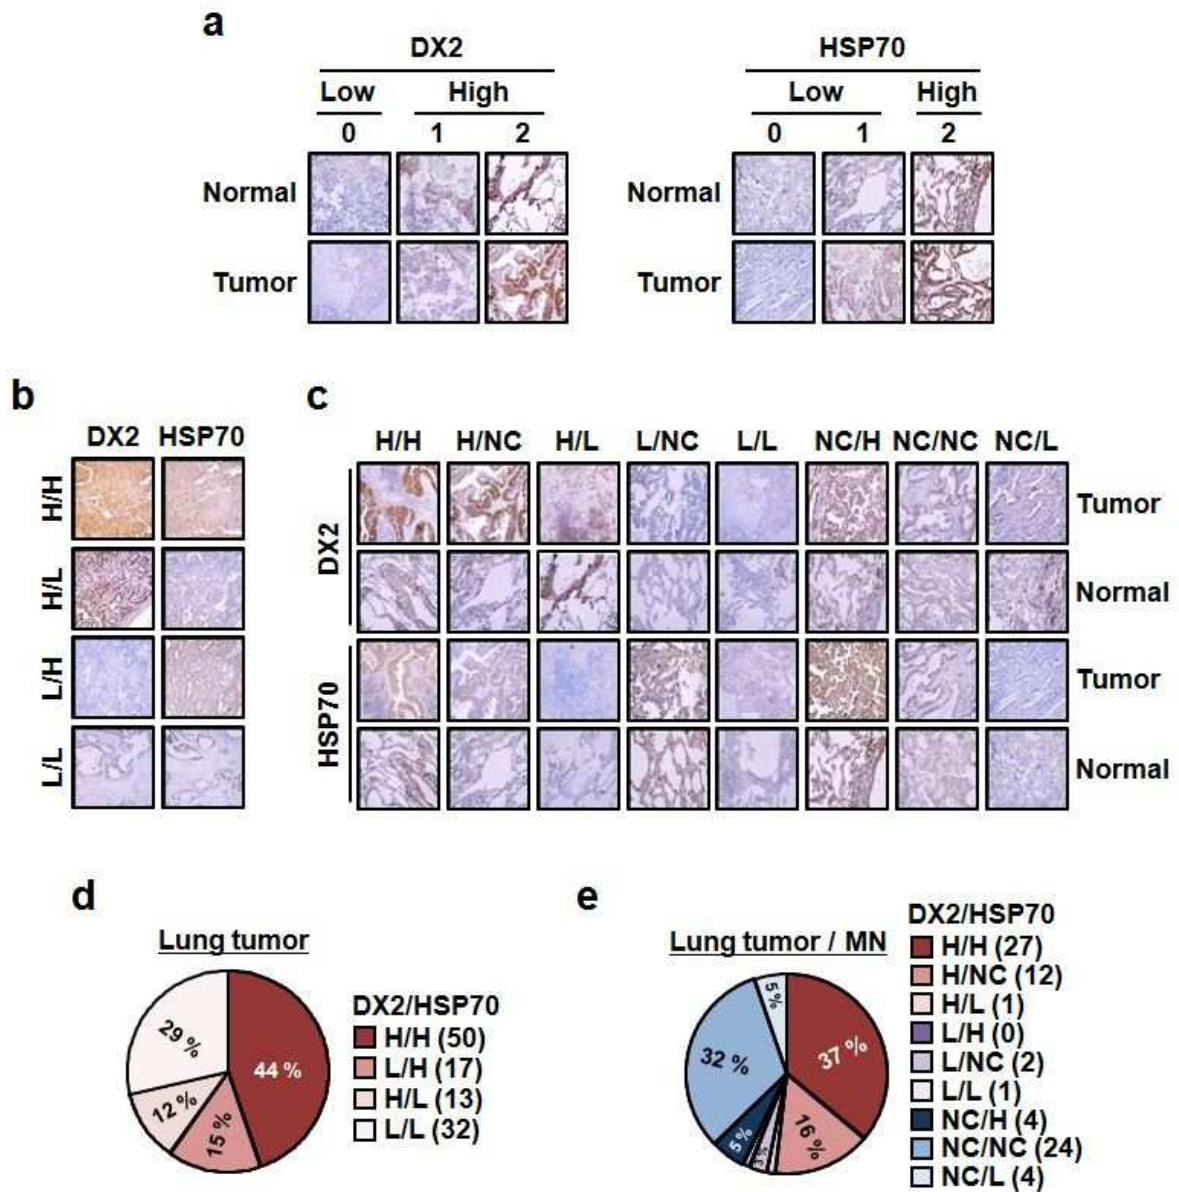 a
DX2
HSP70
Low High
Low High
0 1 2
0 1 2
Normal
Normal
Tumor
Tumor
b
DX2 HSP70
H/H
H/L
L/H
L/L
c
H/H H/NC H/L L/NC L/L NC/H NC/NC NC/L
DX2
Tumor
Normal
HSP70
Tumor
Normal
d
Lung tumor
29 %
44 %
12 %
15 %
DX2/HSP70
H/H (50)
L/H (17)
H/L (13)
L/L (32)
e
Lung tumor / MN
5 %
37 %
32 %
5 %
3 %
16 %
DX2/HSP70
H/H (27)
H/NC (12)
H/L (1)
L/H (0)
L/NC (2)
L/L (1)
NC/H (4)
NC/NC (24)
NC/L (4)